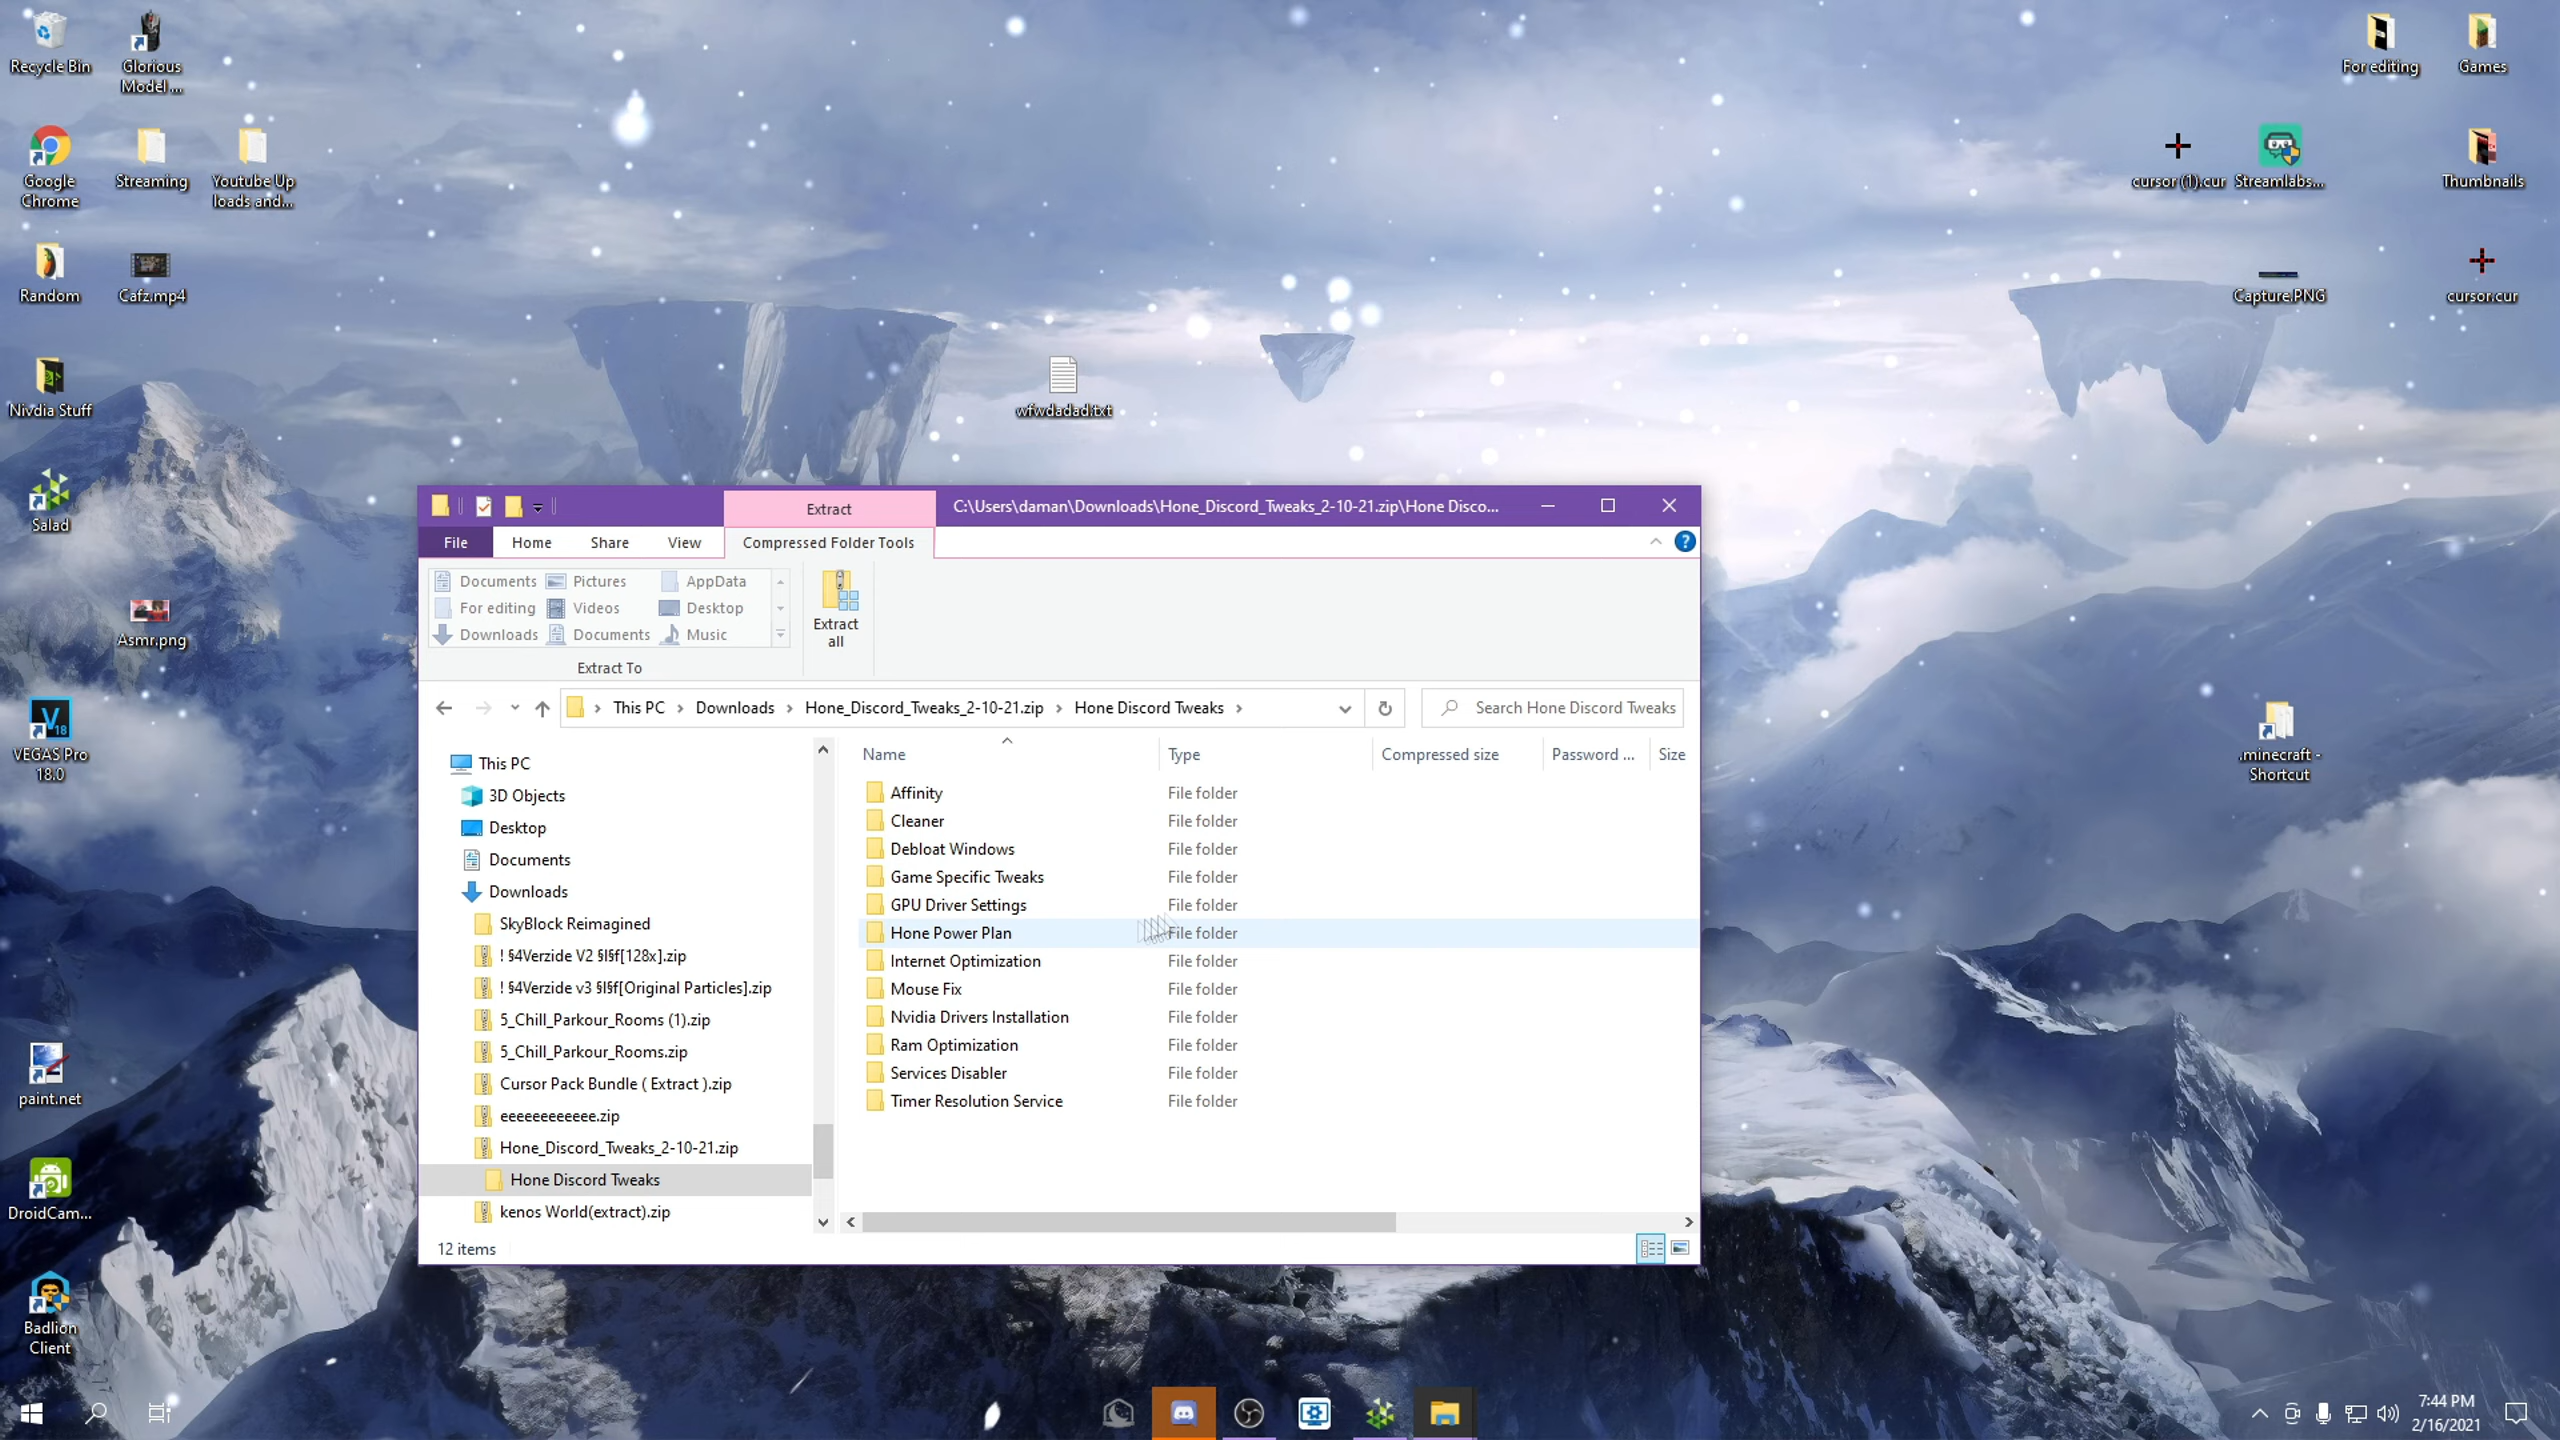 Recycle Bin
Glorious
Model ...
Google
Chrome
Streaming
Youtube Up
loads and...
Random
Cafz.mp4
Nivdia Stuff
Salad
Asmr.png
VEGAS Pro
18.0
paint.net
DroidCam...
Badlion
Client
For editing
Games
cursor (1).cur
Streamlabs...
Thumbnails
Capture.PNG
cursor.cur
wfwdadad.txt
.minecraft -
Shortcut
Extract
C:\Users\daman\Downloads\Hone_Discord_Tweaks_2-10-21.zip\Hone Disco...
File
Home
Share
View
Compressed Folder Tools
?
Documents
Pictures
AppData
For editing
Videos
Desktop
Downloads
Documents
Music
Extract To
Extract
all
This PC
Downloads
Hone_Discord_Tweaks_2-10-21.zip
Hone Discord Tweaks
Search Hone Discord Tweaks
This PC
3D Objects
Desktop
Documents
Downloads
SkyBlock Reimagined
! §4Verzide V2 §l§f[128x].zip
! §4Verzide v3 §l§f[Original Particles].zip
5_Chill_Parkour_Rooms (1).zip
5_Chill_Parkour_Rooms.zip
Cursor Pack Bundle ( Extract ).zip
eeeeeeeeeeee.zip
Hone_Discord_Tweaks_2-10-21.zip
Hone Discord Tweaks
kenos World(extract).zip
Name Type Compressed size Password ... Size
Affinity File folder
Cleaner File folder
Debloat Windows File folder
Game Specific Tweaks File folder
GPU Driver Settings File folder
Hone Power Plan File folder
Internet Optimization File folder
Mouse Fix File folder
Nvidia Drivers Installation File folder
Ram Optimization File folder
Services Disabler File folder
Timer Resolution Service File folder
12 items
7:44 PM
2/16/2021